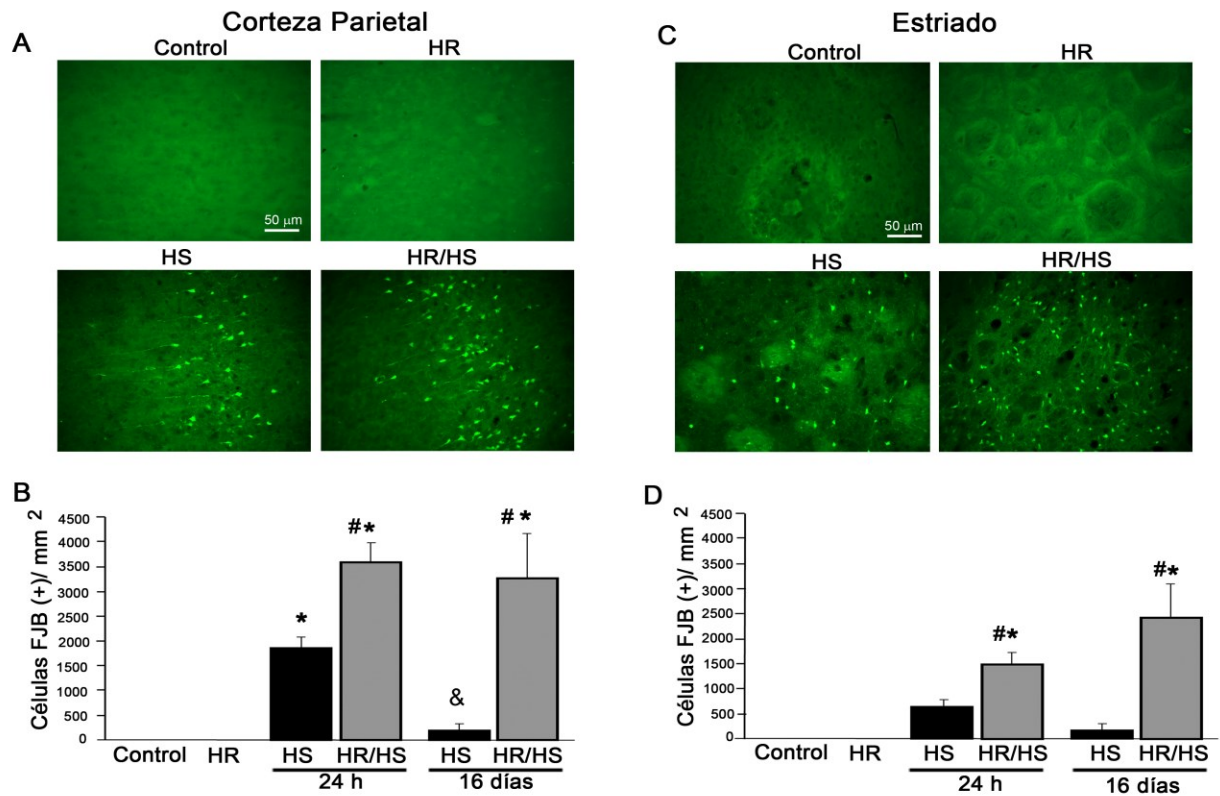 Corteza Parietal
A
Control
HR
50 µm
HS
HR/HS
B
Células FJB (+)/ mm 2
4500
4000
3500
3000
2500
2000
1500
1000
500
0
*
#*
&
#*
Control HR HS HR/HS HS HR/HS
24 h 16 días
Estriado
C
Control
HR
50 µm
HS
HR/HS
D
Células FJB (+)/ mm 2
4500
4000
3500
3000
2500
2000
1500
1000
500
0
#*
#*
Control HR HS HR/HS HS HR/HS
24 h 16 días